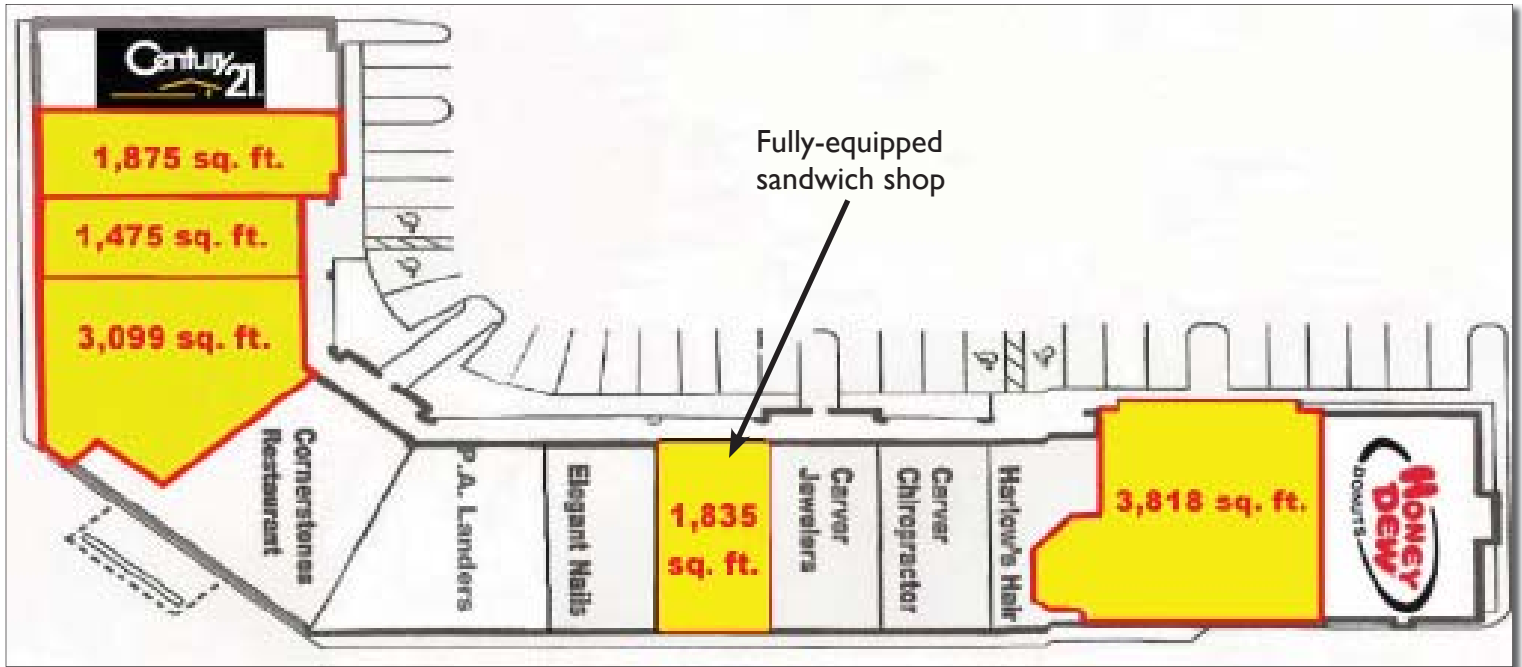 Century
21
1,875 sq. ft.
1,475 sq. ft.
3,099 sq. ft.
Fully-equipped
sandwich shop
Cornerstones
Restaurant
P.A. Landers
Elegant Nails
1,835
sq. ft.
Carver
Jewelers
Carver
Chiropractor
Harlow's Hair
3,818 sq. ft.
HONEY
DEW
DONUTS